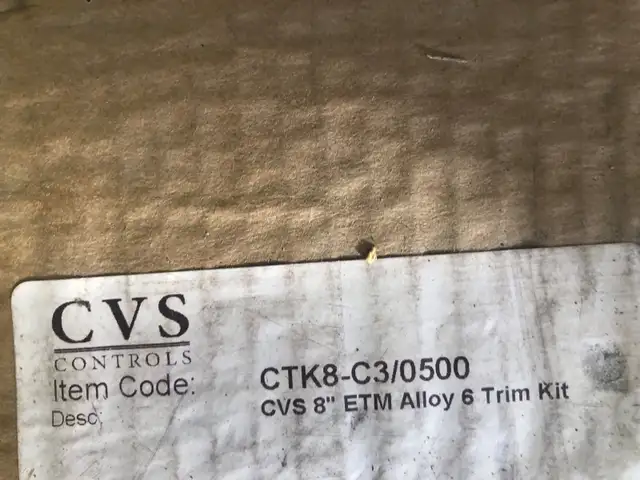 CVS
CONTROLS
Item Code: CTK8-C3/0500
Desc. CVS 8" ETM Alloy 6 Trim Kit